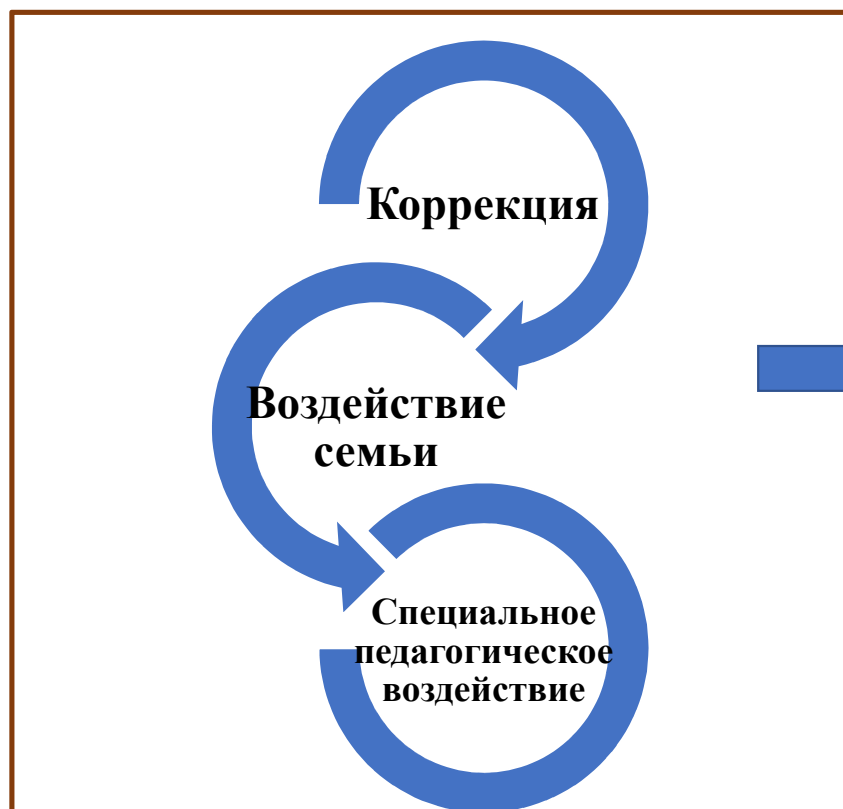 Коррекция
Воздействие
семьи
Специальное
педагогическое
воздействие